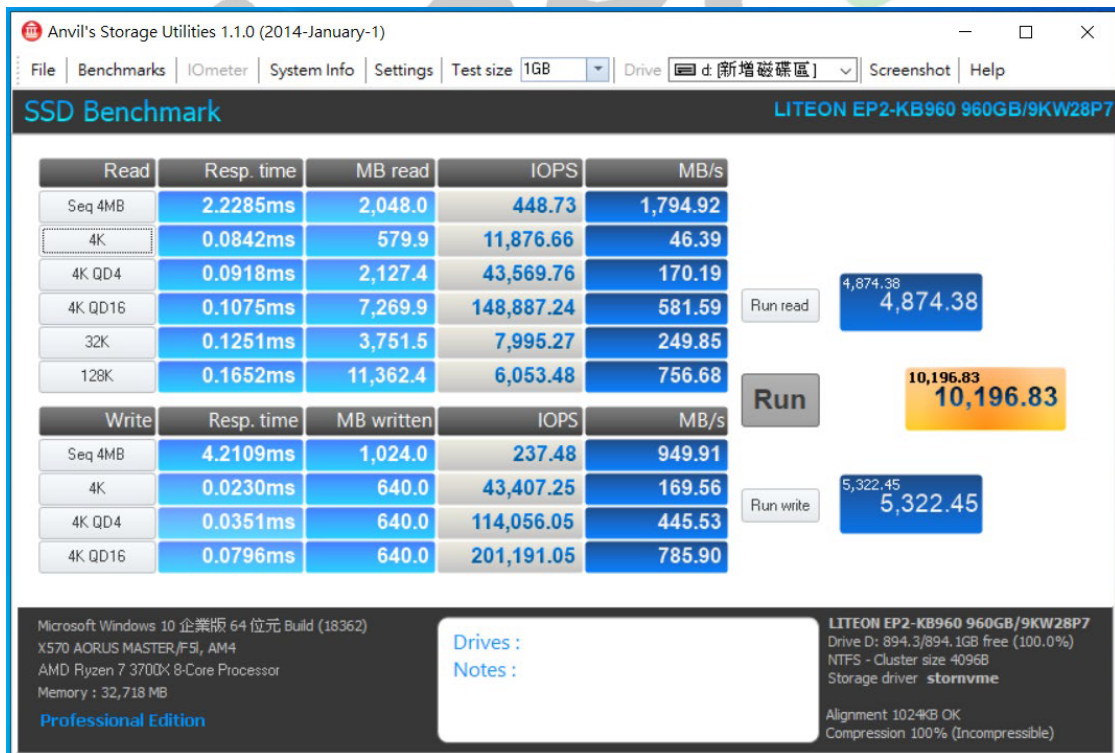 Anvil's Storage Utilities 1.1.0 (2014-January-1)
File Benchmarks IOmeter System Info Settings Test size 1GB Drive d: [新增磁碟區] Screenshot Help
SSD Benchmark LITEON EP2-KB960 960GB/9KW28P7
Read Resp. time MB read IOPS MB/s
Seq 4MB 2.2285ms 2,048.0 448.73 1,794.92
4K 0.0842ms 579.9 11,876.66 46.39
4K QD4 0.0918ms 2,127.4 43,569.76 170.19
4K QD16 0.1075ms 7,269.9 148,887.24 581.59
32K 0.1251ms 3,751.5 7,995.27 249.85
128K 0.1652ms 11,362.4 6,053.48 756.68
Run read
4,874.38
4,874.38
Run
10,196.83
10,196.83
Write Resp. time MB written IOPS MB/s
Seq 4MB 4.2109ms 1,024.0 237.48 949.91
4K 0.0230ms 640.0 43,407.25 169.56
4K QD4 0.0351ms 640.0 114,056.05 445.53
4K QD16 0.0796ms 640.0 201,191.05 785.90
Run write
5,322.45
5,322.45
Microsoft Windows 10 企業版 64 位元 Build (18362)
X570 AORUS MASTER/F5l, AM4
AMD Ryzen 7 3700X 8-Core Processor
Memory : 32,718 MB
Professional Edition
Drives :
Notes :
LITEON EP2-KB960 960GB/9KW28P7
Drive D: 894.3/894.1GB free (100.0%)
NTFS - Cluster size 4096B
Storage driver stornvme
Alignment 1024KB OK
Compression 100% (Incompressible)